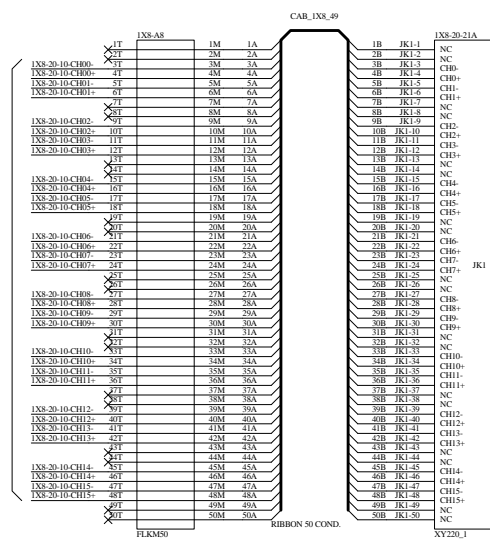 CAB_1X8_49
1X8-A8 1X8-20-21A
1T 1M 1A 1B JK1-1 NC
2T 2M 2A 2B JK1-2 NC
1X8-20-10-CH00- 3T 3M 3A 3B JK1-3 CH0-
1X8-20-10-CH00+ 4T 4M 4A 4B JK1-4 CH0+
1X8-20-10-CH01- 5T 5M 5A 5B JK1-5 CH1-
1X8-20-10-CH01+ 6T 6M 6A 6B JK1-6 CH1+
7T 7M 7A 7B JK1-7 NC
8T 8M 8A 8B JK1-8 NC
1X8-20-10-CH02- 9T 9M 9A 9B JK1-9 CH2-
1X8-20-10-CH02+ 10T 10M 10A 10B JK1-10 CH2+
1X8-20-10-CH03- 11T 11M 11A 11B JK1-11 CH3-
1X8-20-10-CH03+ 12T 12M 12A 12B JK1-12 CH3+
13T 13M 13A 13B JK1-13 NC
14T 14M 14A 14B JK1-14 NC
1X8-20-10-CH04- 15T 15M 15A 15B JK1-15 CH4-
1X8-20-10-CH04+ 16T 16M 16A 16B JK1-16 CH4+
1X8-20-10-CH05- 17T 17M 17A 17B JK1-17 CH5-
1X8-20-10-CH05+ 18T 18M 18A 18B JK1-18 CH5+
19T 19M 19A 19B JK1-19 NC
20T 20M 20A 20B JK1-20 NC
1X8-20-10-CH06- 21T 21M 21A 21B JK1-21 CH6-
1X8-20-10-CH06+ 22T 22M 22A 22B JK1-22 CH6+
1X8-20-10-CH07- 23T 23M 23A 23B JK1-23 CH7-
1X8-20-10-CH07+ 24T 24M 24A 24B JK1-24 CH7+ JK1
25T 25M 25A 25B JK1-25 NC
26T 26M 26A 26B JK1-26 NC
1X8-20-10-CH08- 27T 27M 27A 27B JK1-27 CH8-
1X8-20-10-CH08+ 28T 28M 28A 28B JK1-28 CH8+
1X8-20-10-CH09- 29T 29M 29A 29B JK1-29 CH9-
1X8-20-10-CH09+ 30T 30M 30A 30B JK1-30 CH9+
31T 31M 31A 31B JK1-31 NC
32T 32M 32A 32B JK1-32 NC
1X8-20-10-CH10- 33T 33M 33A 33B JK1-33 CH10-
1X8-20-10-CH10+ 34T 34M 34A 34B JK1-34 CH10+
1X8-20-10-CH11- 35T 35M 35A 35B JK1-35 CH11-
1X8-20-10-CH11+ 36T 36M 36A 36B JK1-36 CH11+
37T 37M 37A 37B JK1-37 NC
38T 38M 38A 38B JK1-38 NC
1X8-20-10-CH12- 39T 39M 39A 39B JK1-39 CH12-
1X8-20-10-CH12+ 40T 40M 40A 40B JK1-40 CH12+
1X8-20-10-CH13- 41T 41M 41A 41B JK1-41 CH13-
1X8-20-10-CH13+ 42T 42M 42A 42B JK1-42 CH13+
43T 43M 43A 43B JK1-43 NC
44T 44M 44A 44B JK1-44 NC
1X8-20-10-CH14- 45T 45M 45A 45B JK1-45 CH14-
1X8-20-10-CH14+ 46T 46M 46A 46B JK1-46 CH14+
1X8-20-10-CH15- 47T 47M 47A 47B JK1-47 CH15-
1X8-20-10-CH15+ 48T 48M 48A 48B JK1-48 CH15+
49T 49M 49A 49B JK1-49 NC
50T 50M 50A 50B JK1-50 NC
RIBBON 50 COND.
FLKM50 XY220_1